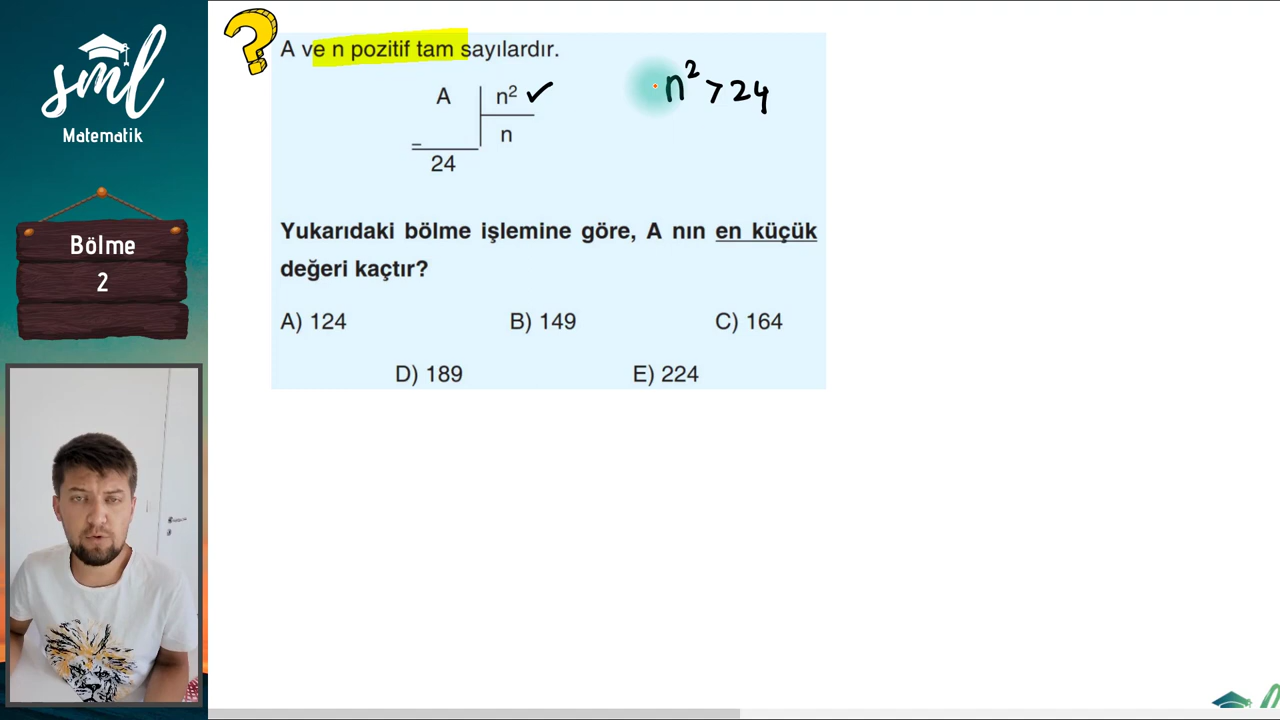 sml
Matematik
Bölme
2
A ve n pozitif tam sayılardır.
A n² ✓
n
24
n² > 24
Yukarıdaki bölme işlemine göre, A nın en küçük
değeri kaçtır?
A) 124 B) 149 C) 164
D) 189 E) 224